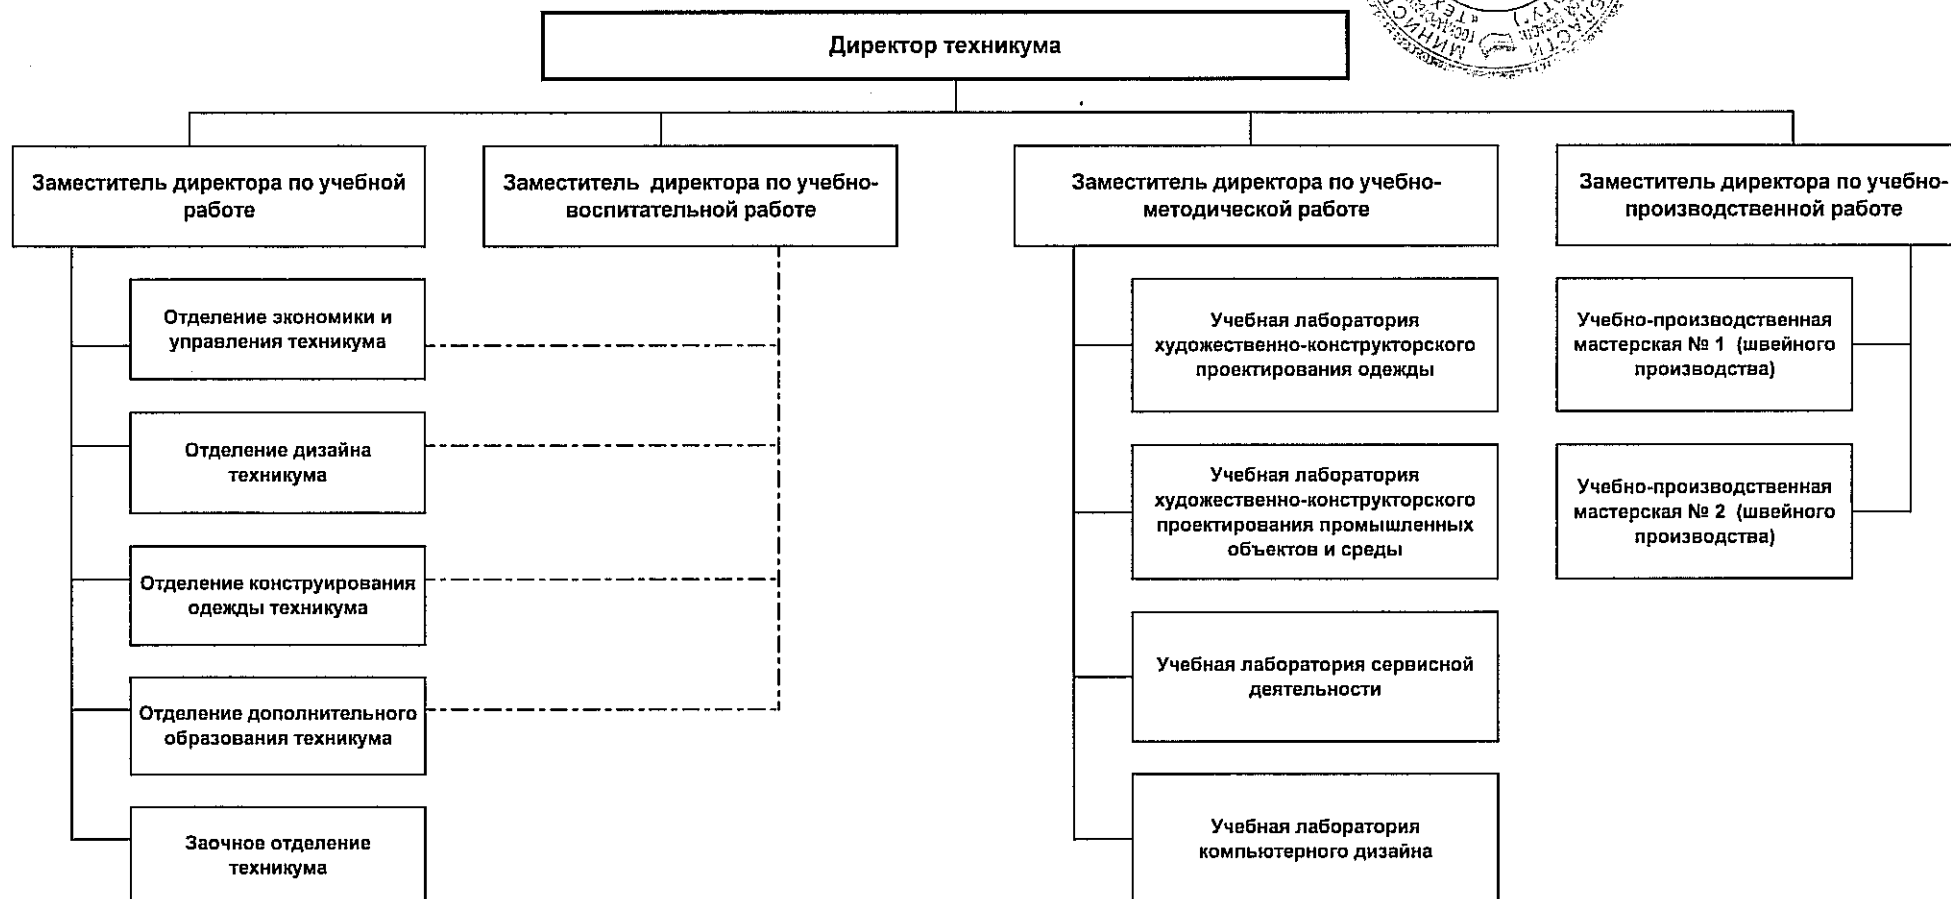 Директор техникума
Заместитель директора по учебной
работе
Заместитель директора по учебно-
воспитательной работе
Заместитель директора по учебно-
методической работе
Заместитель директора по учебно-
производственной работе
Отделение экономики и
управления техникума
Отделение дизайна
техникума
Отделение конструирования
одежды техникума
Отделение дополнительного
образования техникума
Заочное отделение
техникума
Учебная лаборатория
художественно-конструкторского
проектирования одежды
Учебная лаборатория
художественно-конструкторского
проектирования промышленных
объектов и среды
Учебная лаборатория сервисной
деятельности
Учебная лаборатория
компьютерного дизайна
Учебно-производственная
мастерская № 1 (швейного
производства)
Учебно-производственная
мастерская № 2 (швейного
производства)